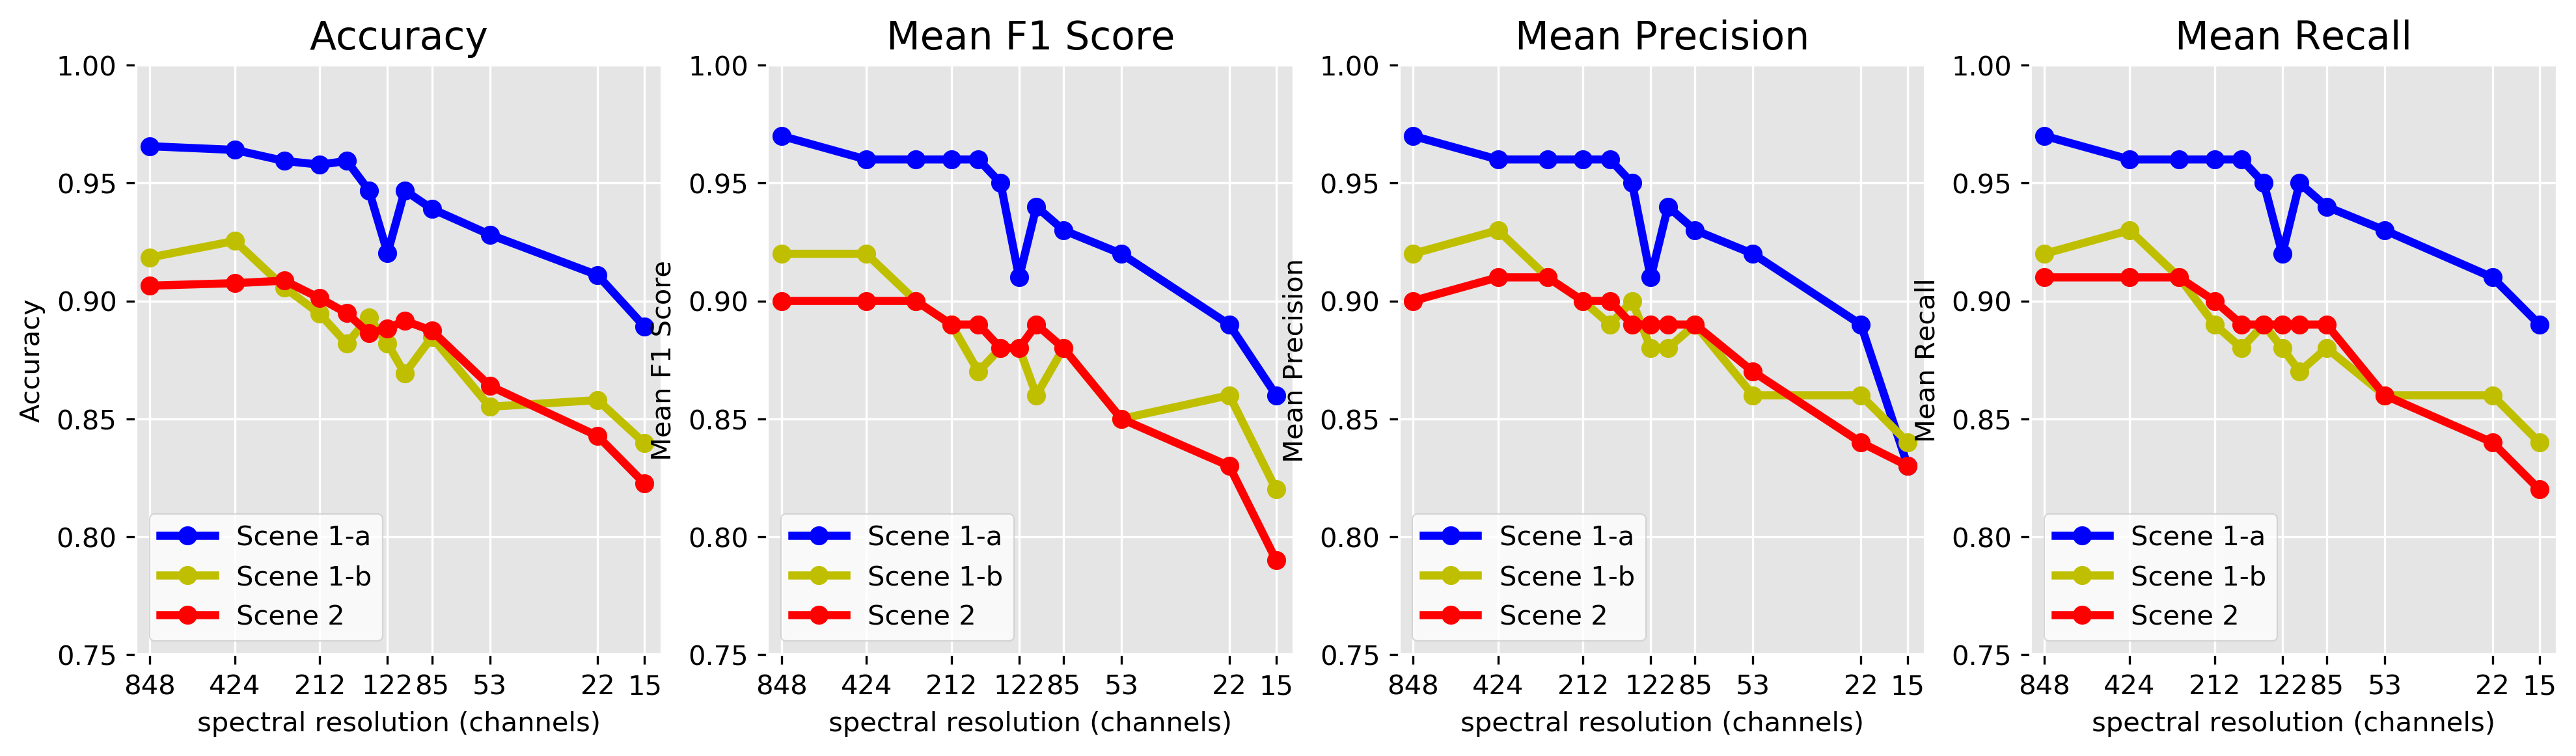 Accuracy
1.00
0.95
0.90
0.85
0.80
0.75
Accuracy
Scene 1-a
Scene 1-b
Scene 2
848 424 212 122 85 53 22 15
spectral resolution (channels)
Mean F1 Score
1.00
0.95
0.90
0.85
0.80
0.75
Mean F1 Score
Scene 1-a
Scene 1-b
Scene 2
848 424 212 122 85 53 22 15
spectral resolution (channels)
Mean Precision
1.00
0.95
0.90
0.85
0.80
0.75
Mean Precision
Scene 1-a
Scene 1-b
Scene 2
848 424 212 122 85 53 22 15
spectral resolution (channels)
Mean Recall
1.00
0.95
0.90
0.85
0.80
0.75
Mean Recall
Scene 1-a
Scene 1-b
Scene 2
848 424 212 122 85 53 22 15
spectral resolution (channels)